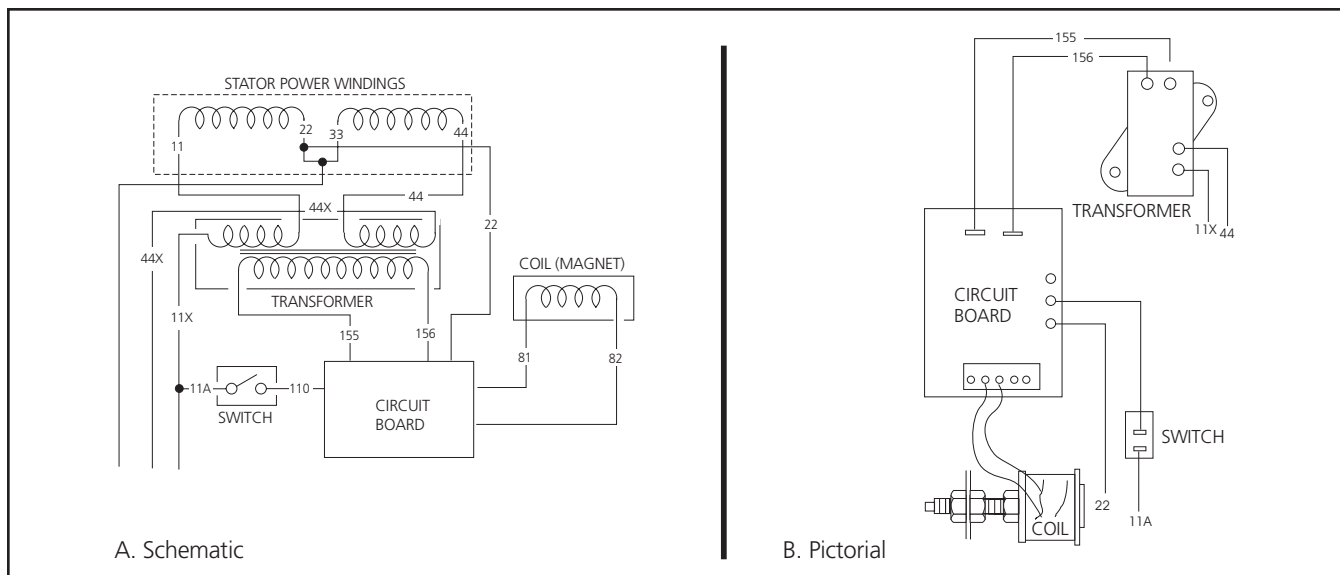 STATOR POWER WINDINGS
22
33
44
11
44
44X
22
44X
COIL (MAGNET)
TRANSFORMER
11X
155
156
81
82
11A
110
SWITCH
CIRCUIT
BOARD
A. Schematic
155
156
TRANSFORMER
11X
44
CIRCUIT
BOARD
SWITCH
22
11A
COIL
B. Pictorial